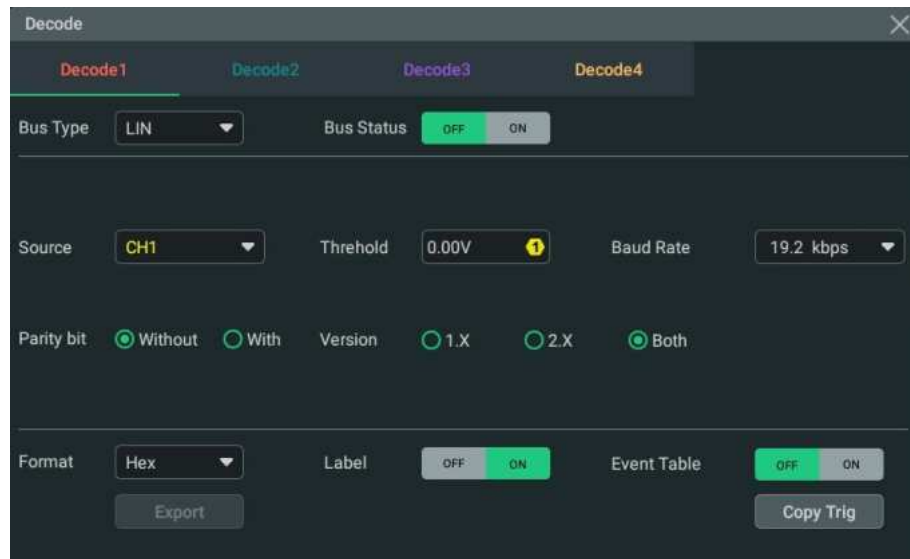 Decode
Decode1 Decode2 Decode3 Decode4
Bus Type LIN Bus Status OFF ON
Source CH1 Threhold 0.00V 1 Baud Rate 19.2 kbps
Parity bit Without With Version 1.X 2.X Both
Format Hex Label OFF ON Event Table OFF ON
Export Copy Trig